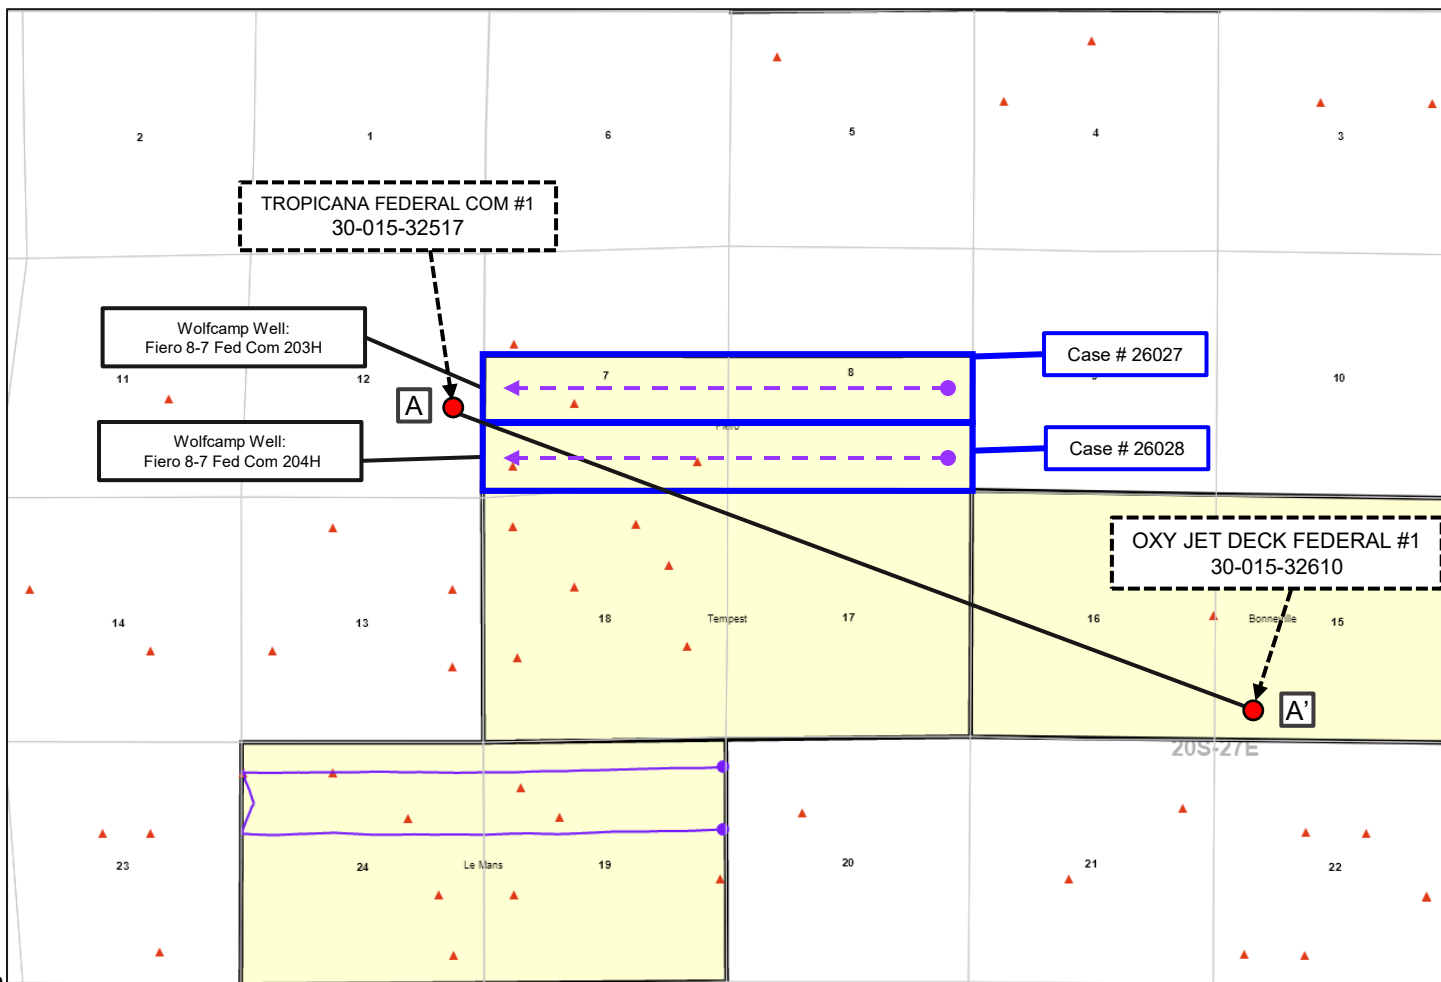 2
1
6
5
4
3
TROPICANA FEDERAL COM #1
30-015-32517
Wolfcamp Well:
Fiero 8-7 Fed Com 203H
Case # 26027
11
12
7
8
10
A
Wolfcamp Well:
Fiero 8-7 Fed Com 204H
Case # 26028
Fiero
OXY JET DECK FEDERAL #1
30-015-32610
14
13
18
Tempest
17
16
Bonneville
15
A'
20S-27E
23
24
Le Mans
19
20
21
22